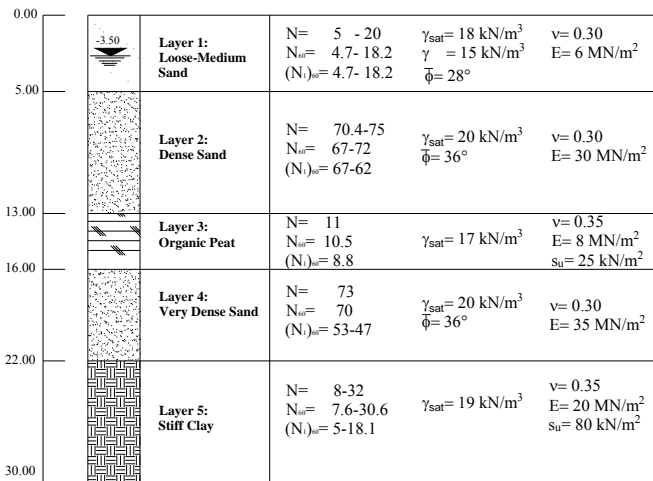 0.00
-3.50
Layer 1:
Loose-Medium
Sand
N= 5 - 20
N₆₀= 4.7- 18.2
(N₁)₆₀= 4.7- 18.2
γsat= 18 kN/m³
γ = 15 kN/m³
ϕ̅= 28°
ν= 0.30
E= 6 MN/m²
5.00
Layer 2:
Dense Sand
N= 70.4-75
N₆₀= 67-72
(N₁)₆₀= 67-62
γsat= 20 kN/m³
ϕ̅= 36°
ν= 0.30
E= 30 MN/m²
13.00
Layer 3:
Organic Peat
N= 11
N₆₀= 10.5
(N₁)₆₀= 8.8
γsat= 17 kN/m³
ν= 0.35
E= 8 MN/m²
su= 25 kN/m²
16.00
Layer 4:
Very Dense Sand
N= 73
N₆₀= 70
(N₁)₆₀= 53-47
γsat= 20 kN/m³
ϕ̅= 36°
ν= 0.30
E= 35 MN/m²
22.00
Layer 5:
Stiff Clay
N= 8-32
N₆₀= 7.6-30.6
(N₁)₆₀= 5-18.1
γsat= 19 kN/m³
ν= 0.35
E= 20 MN/m²
su= 80 kN/m²
30.00